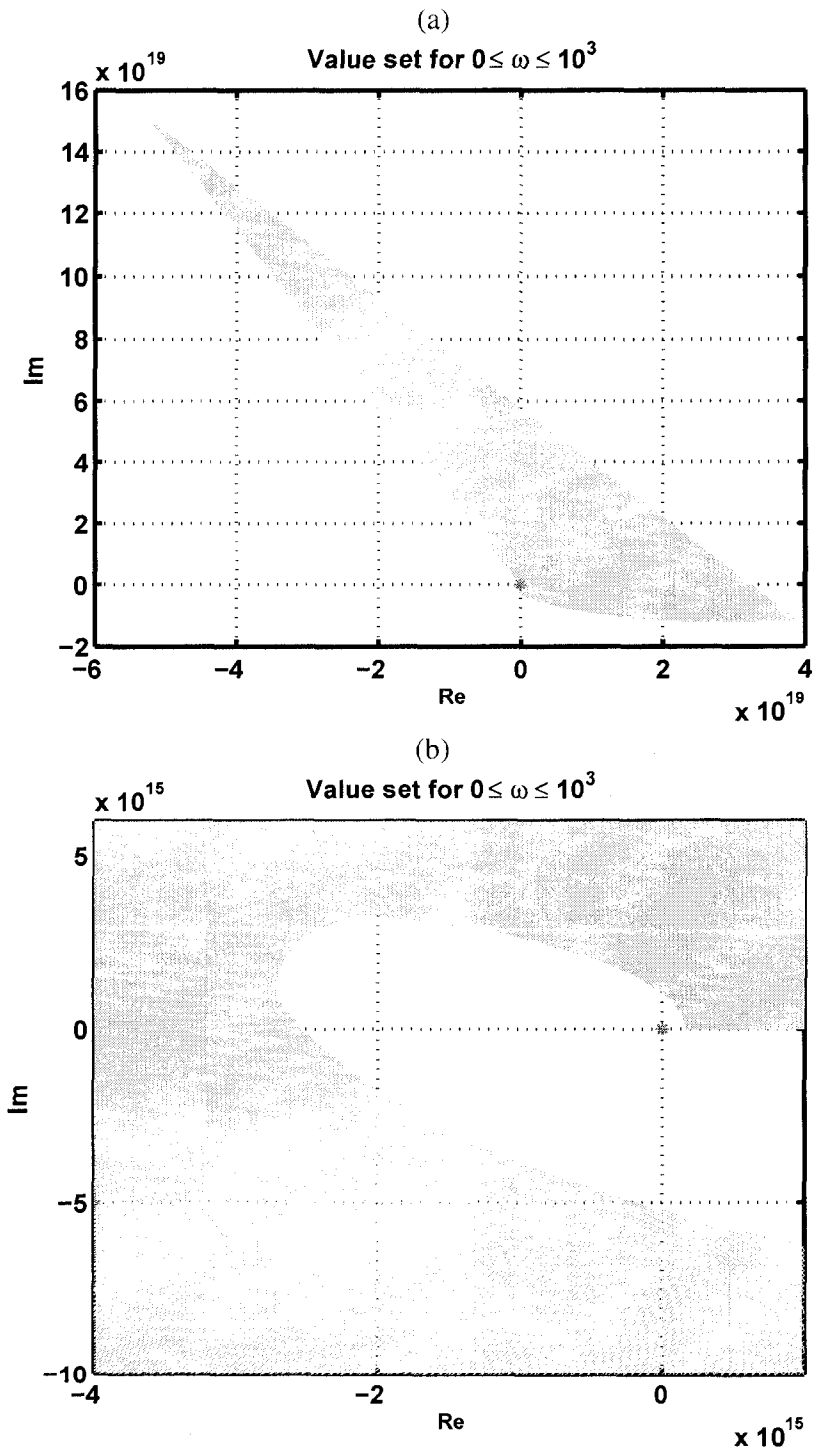 (a)
Value set for 0≤ ω ≤ 10³
x 10¹⁹
16
14
12
10
8
6
4
2
0
−2
Im
−6
−4
−2
0
2
4
Re
x 10¹⁹
(b)
Value set for 0≤ ω ≤ 10³
x 10¹⁵
5
0
−5
−10
Im
−4
−2
0
Re
x 10¹⁵